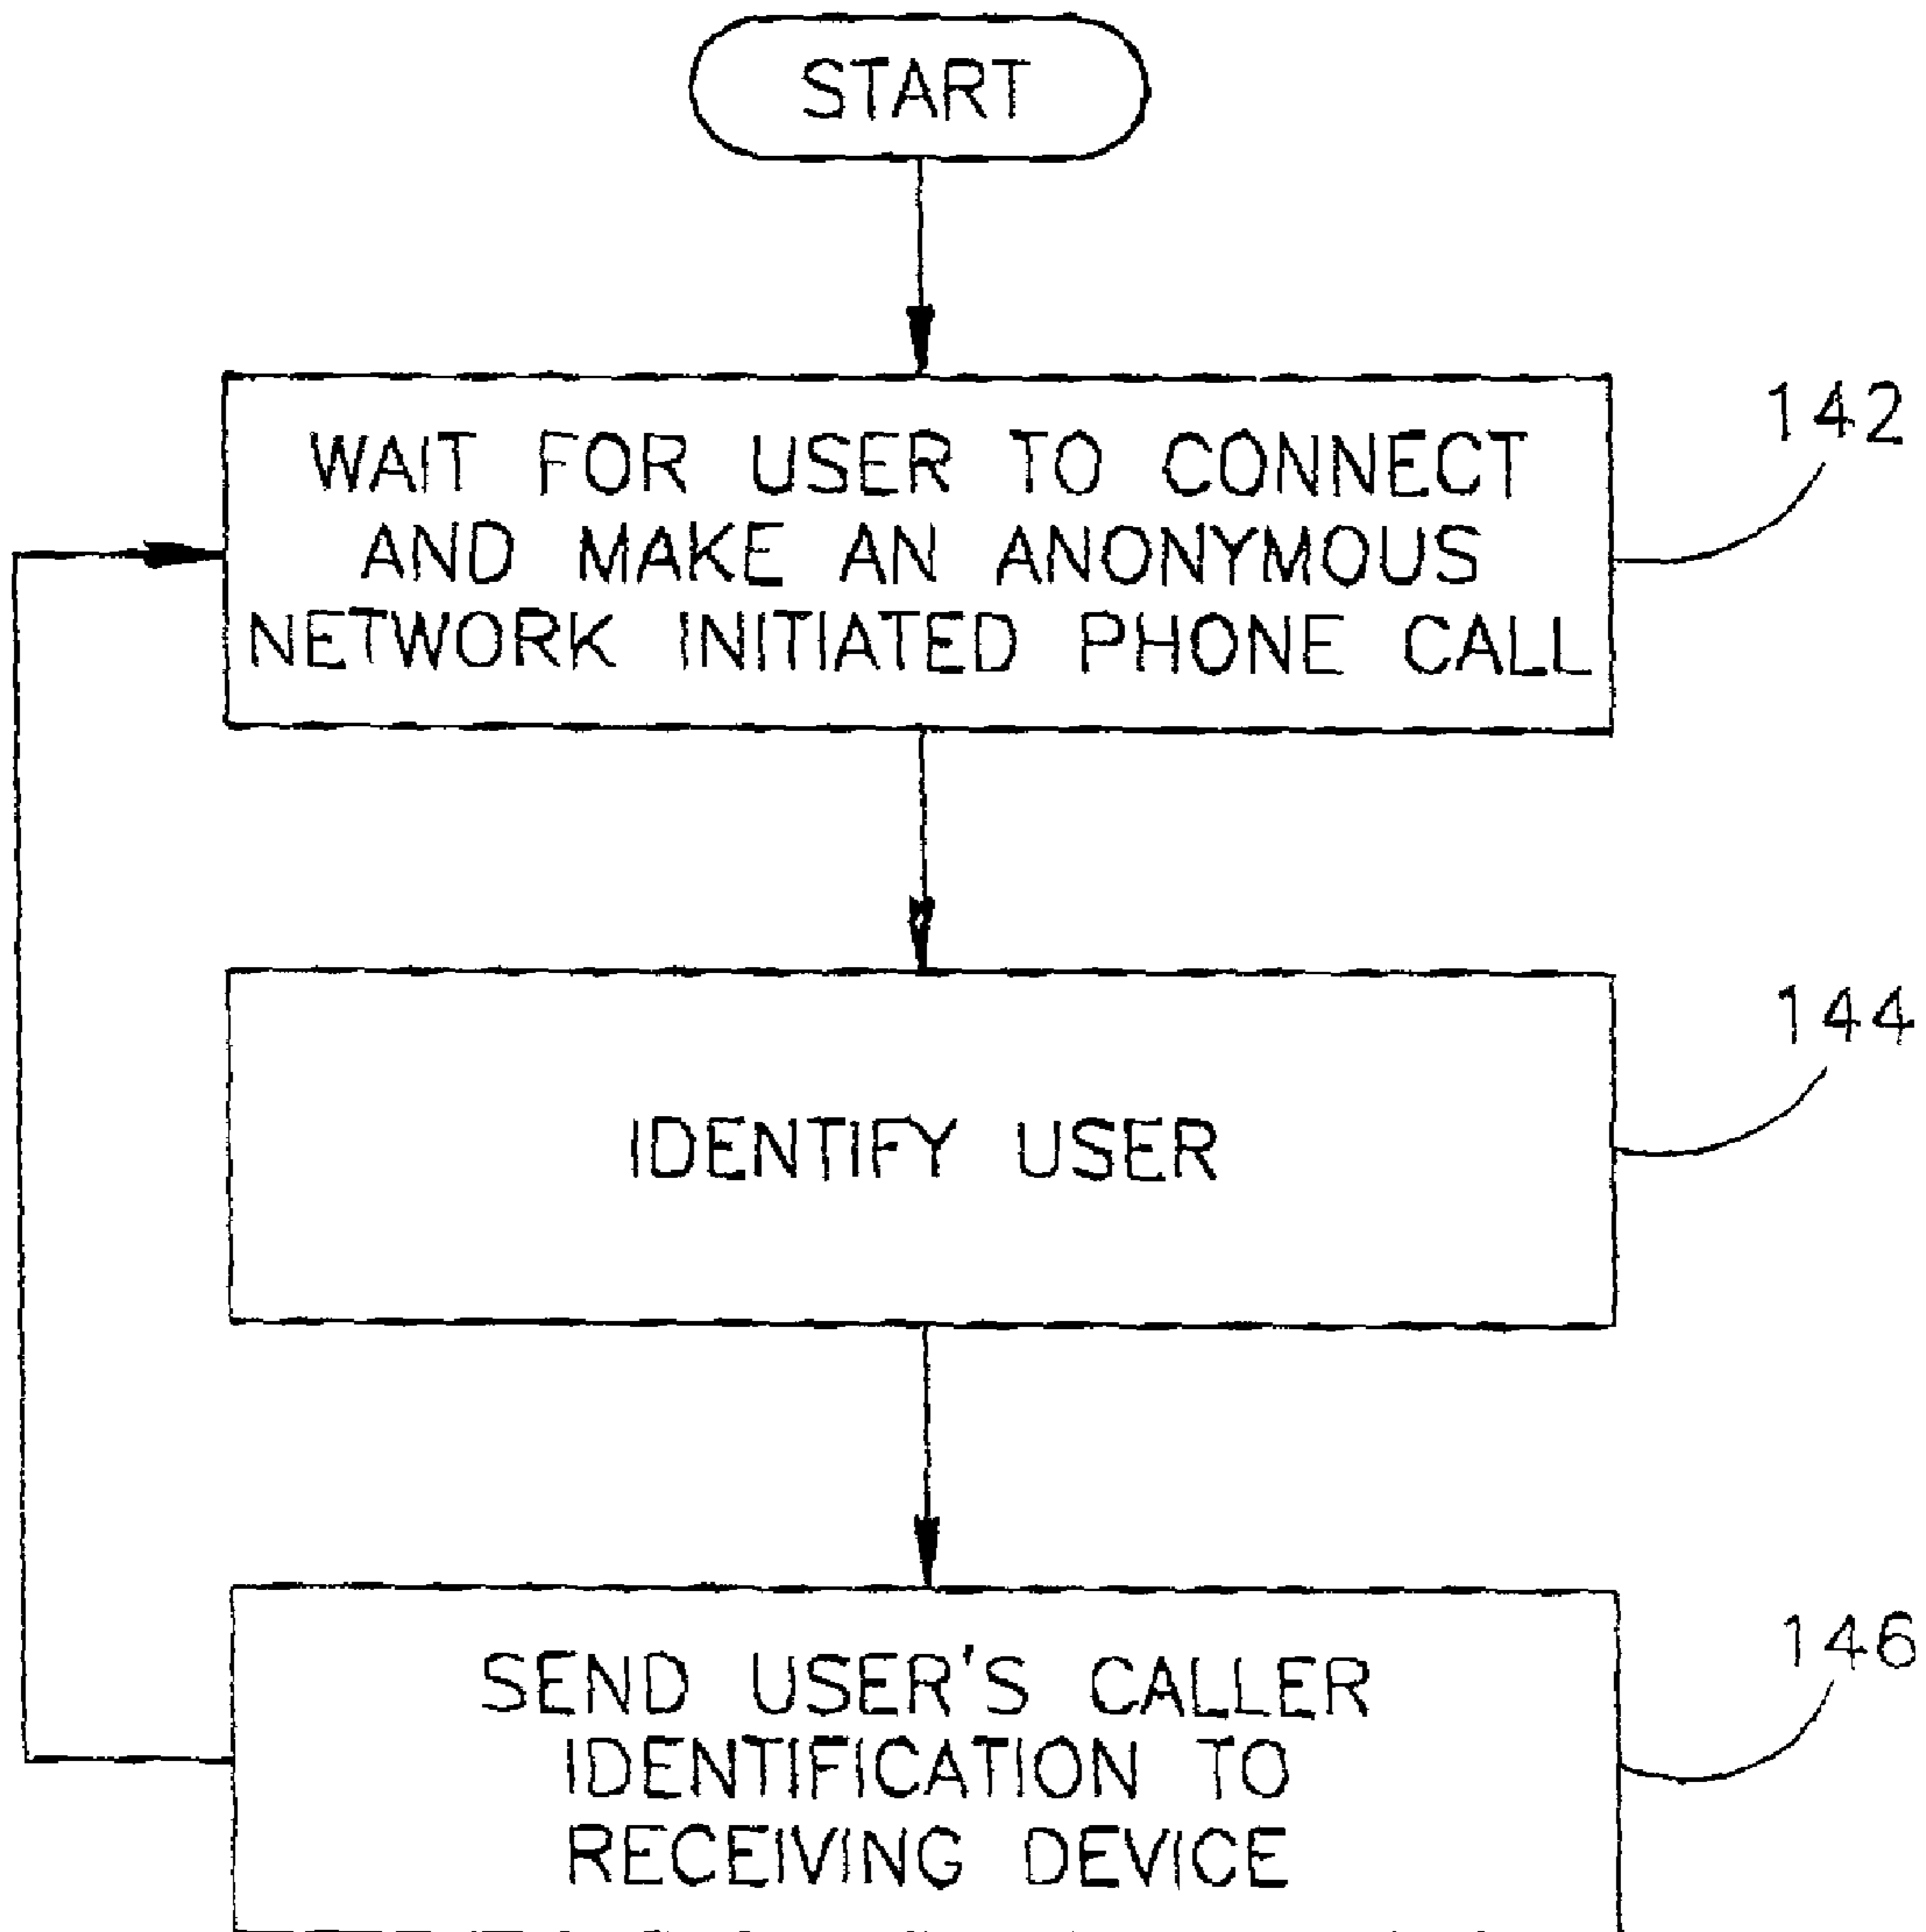 START
WAIT FOR USER TO CONNECT
AND MAKE AN ANONYMOUS
NETWORK INITIATED PHONE CALL
142
IDENTIFY USER
144
SEND USER'S CALLER
IDENTIFICATION TO
RECEIVING DEVICE
146